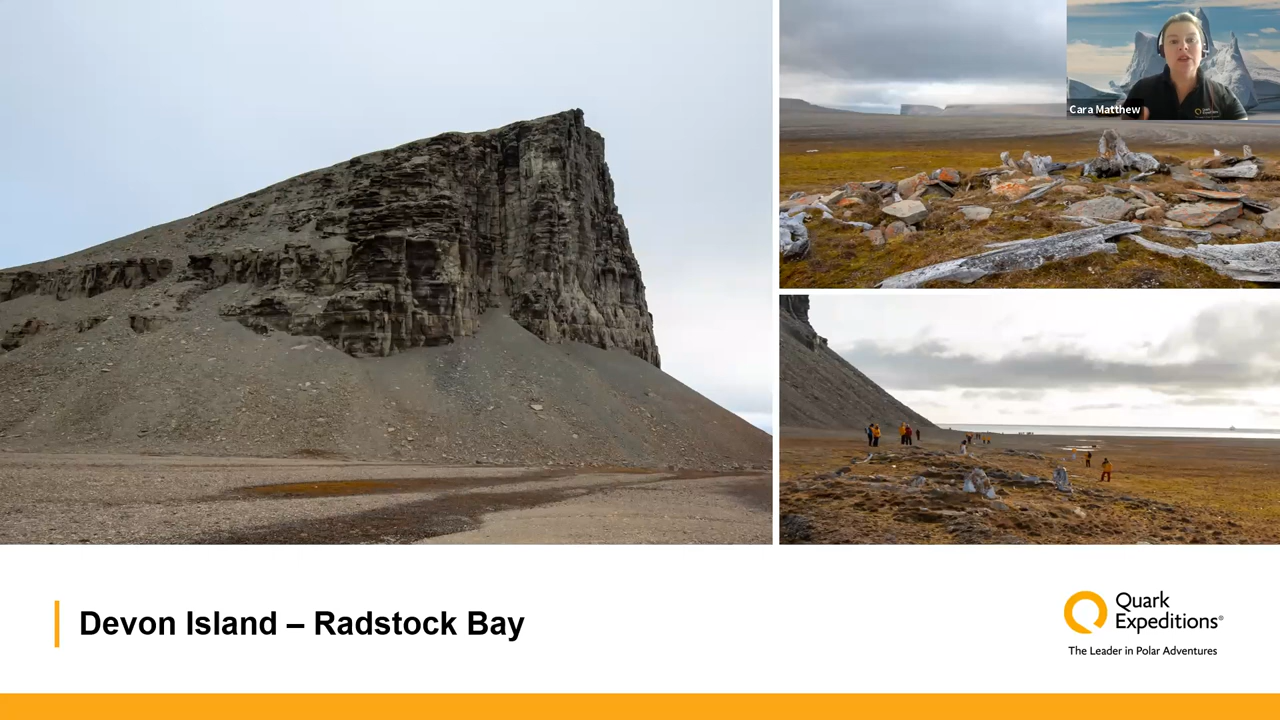 Cara Matthew
Devon Island – Radstock Bay
Quark
Expeditions®
The Leader in Polar Adventures